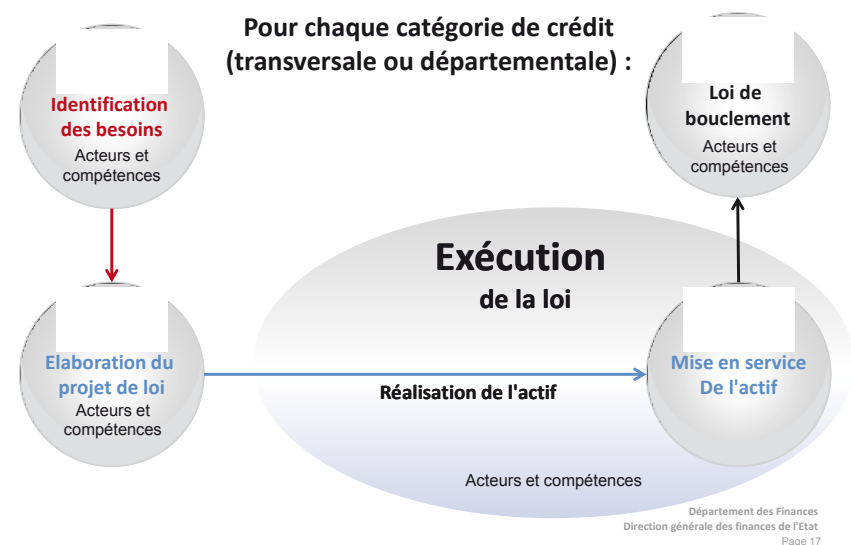 Pour chaque catégorie de crédit
(transversale ou départementale) :
Identification
des besoins
Acteurs et
compétences
Loi de
bouclement
Acteurs et
compétences
Exécution
de la loi
Elaboration du
projet de loi
Acteurs et
compétences
Réalisation de l'actif
Mise en service
De l'actif
Acteurs et compétences
Département des Finances
Direction générale des finances de l'Etat
Page 17